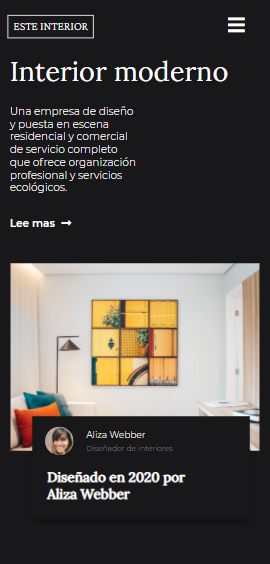 ESTE INTERIOR
Interior moderno
Una empresa de diseño
y puesta en escena
residencial y comercial
de servicio completo
que ofrece organización
profesional y servicios
ecológicos.
Lee mas →
Aliza Webber
Diseñador de interiores
Diseñado en 2020 por
Aliza Webber